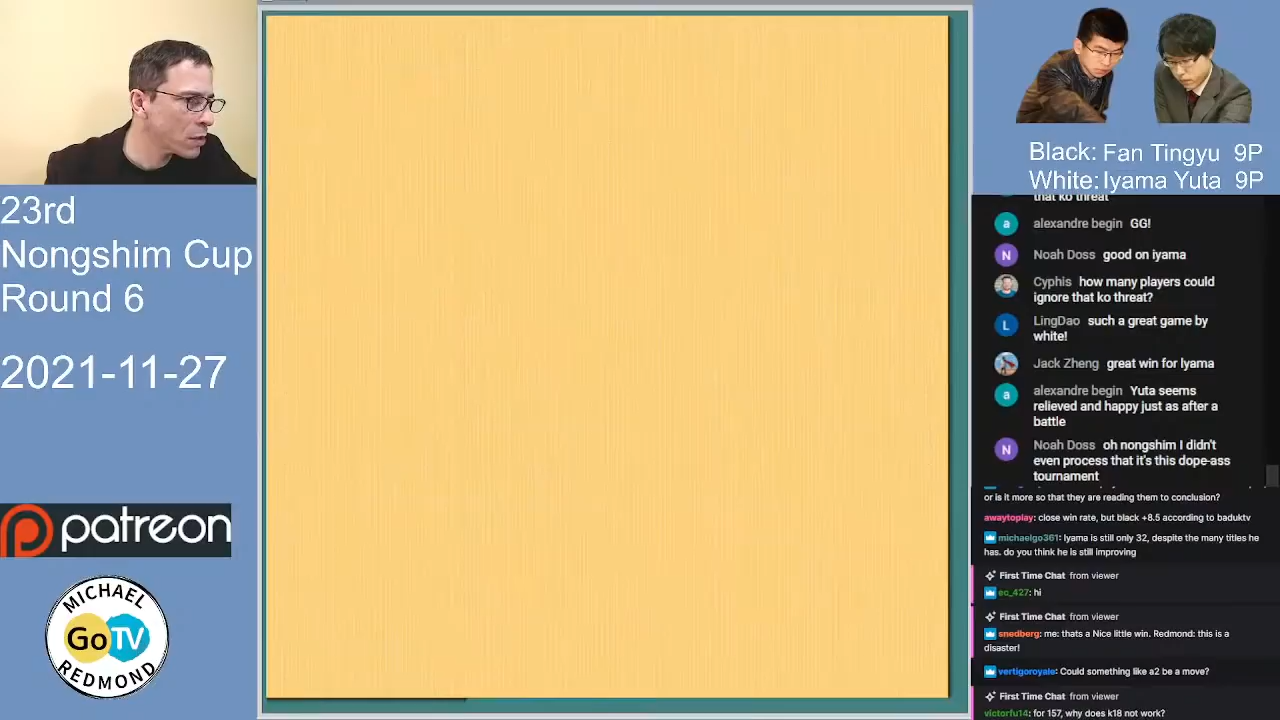 23rd
Nongshim Cup
Round 6
2021-11-27
patreon
MICHAEL
GoTV
REDMOND
Black: Fan Tingyu 9P
White: Iyama Yuta 9P
that ko threat
a alexandre begin GG!
N Noah Doss good on iyama
Cyphis how many players could
ignore that ko threat?
L LingDao such a great game by
white!
Jack Zheng great win for Iyama
a alexandre begin Yuta seems
relieved and happy just as after a
battle
N Noah Doss oh nongshim I didn't
even process that it's this dope-ass
tournament
or is it more so that they are reading them to conclusion?
awaytoplay: close win rate, but black +8.5 according to baduktv
michaelgo361: Iyama is still only 32, despite the many titles he
has. do you think he is still improving
First Time Chat from viewer
ec_427: hi
First Time Chat from viewer
snedberg: me: thats a Nice little win. Redmond: this is a
disaster!
vertigoroyale: Could something like a2 be a move?
First Time Chat from viewer
victorfu14: for 157, why does k18 not work?